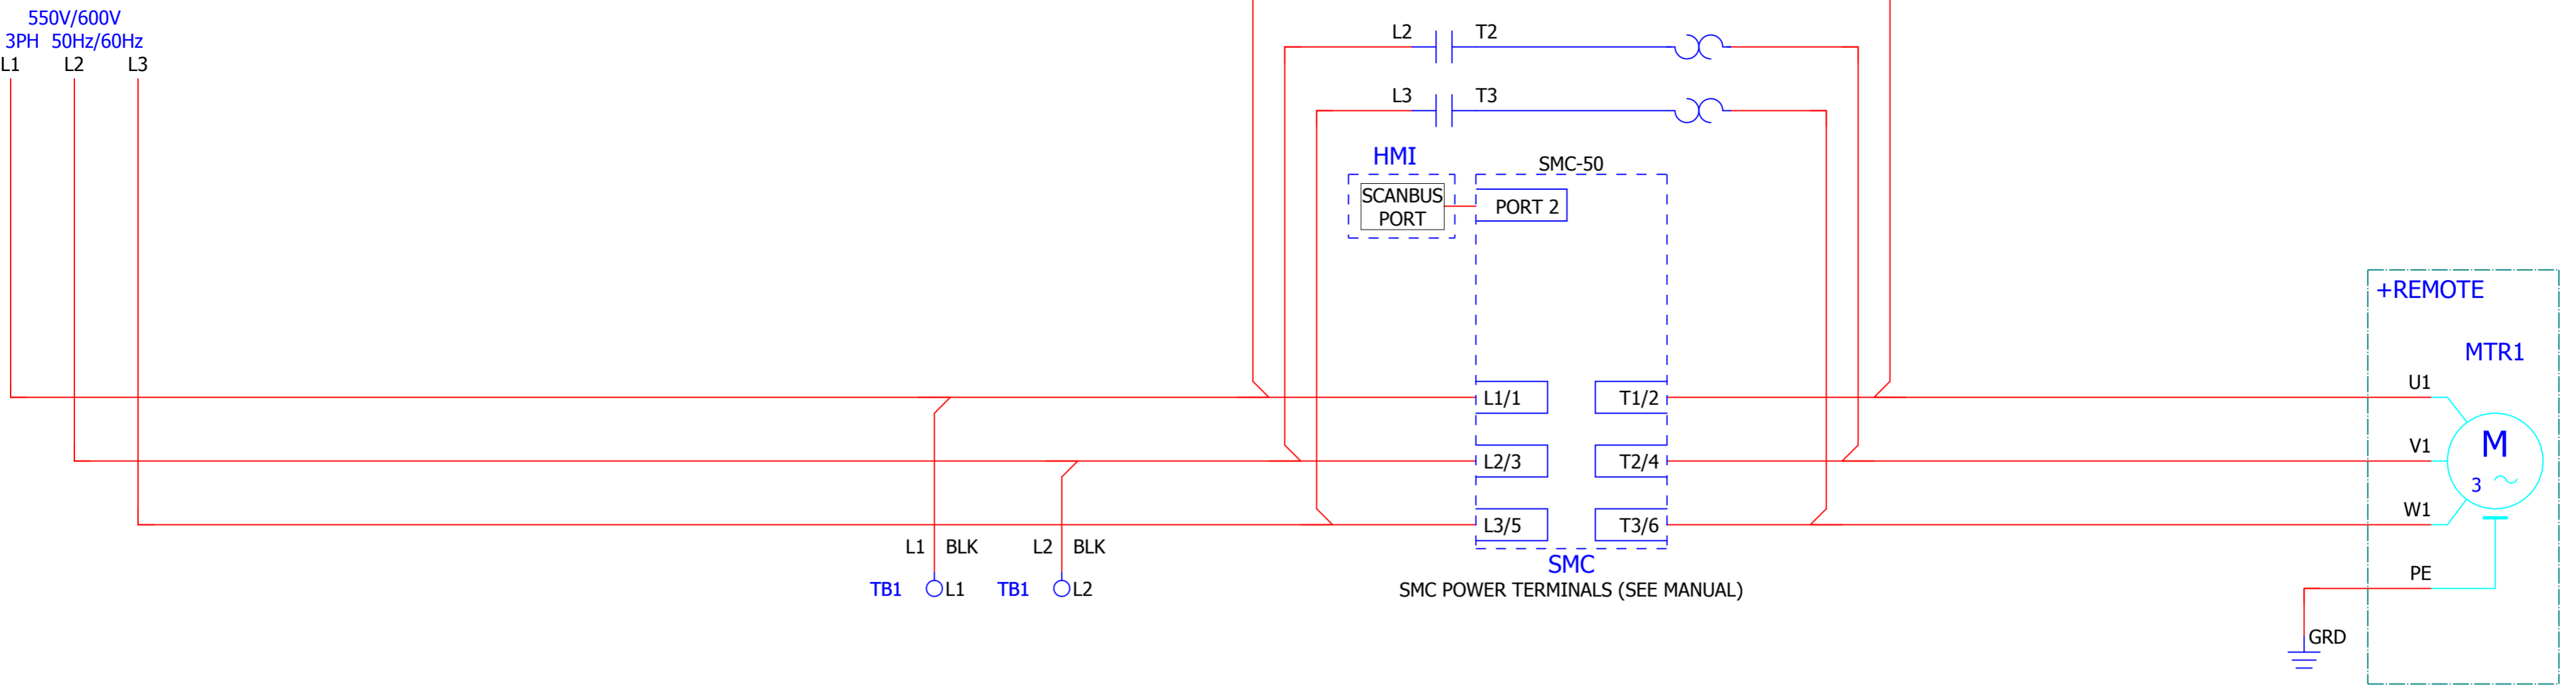 550V/600V
3PH 50Hz/60Hz
L1 L2 L3
L2 T2
L3 T3
HMI
SCANBUS
PORT
SMC-50
PORT 2
+REMOTE
MTR1
L1/1 T1/2 U1
L2/3 T2/4 V1
M
3
L3/5 T3/6 W1
L1 BLK L2 BLK
SMC
PE
TB1 L1 TB1 L2
SMC POWER TERMINALS (SEE MANUAL)
GRD